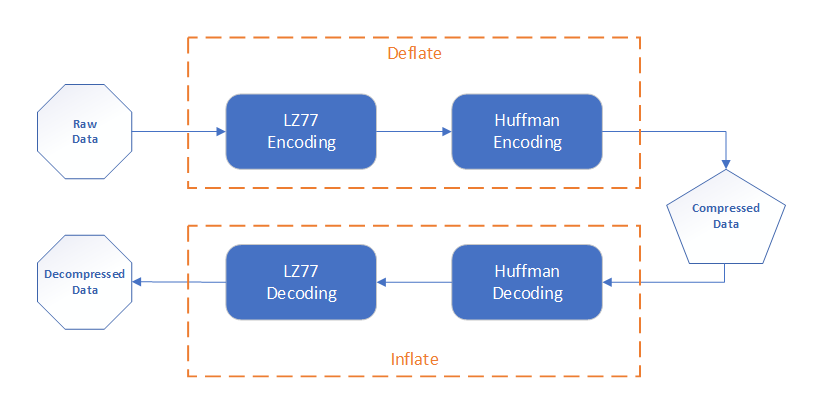 Deflate
Raw
Data
LZ77
Encoding
Huffman
Encoding
Compressed
Data
Decompressed
Data
LZ77
Decoding
Huffman
Decoding
Inflate